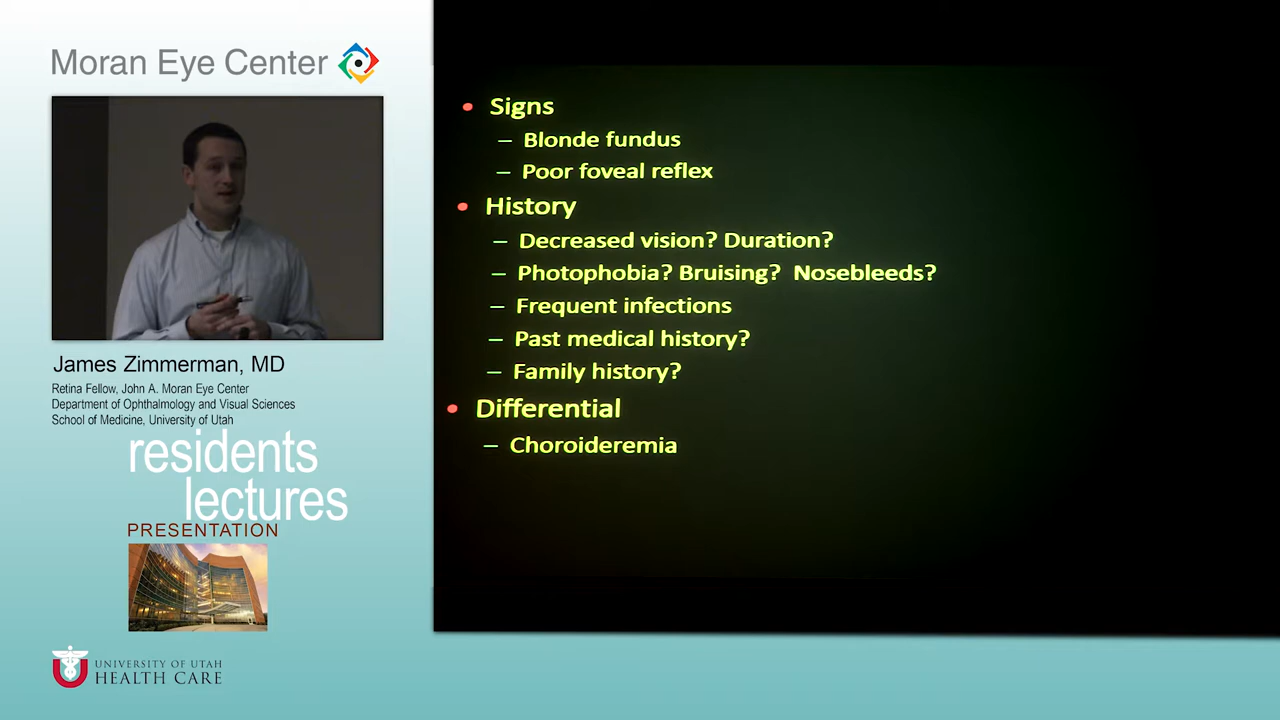 Moran Eye Center
James Zimmerman, MD
Retina Fellow, John A. Moran Eye Center
Department of Ophthalmology and Visual Sciences
School of Medicine, University of Utah
residents
lectures
PRESENTATION
UNIVERSITY OF UTAH
HEALTH CARE
• Signs
– Blonde fundus
– Poor foveal reflex
• History
– Decreased vision? Duration?
– Photophobia? Bruising? Nosebleeds?
– Frequent infections
– Past medical history?
– Family history?
• Differential
– Choroideremia